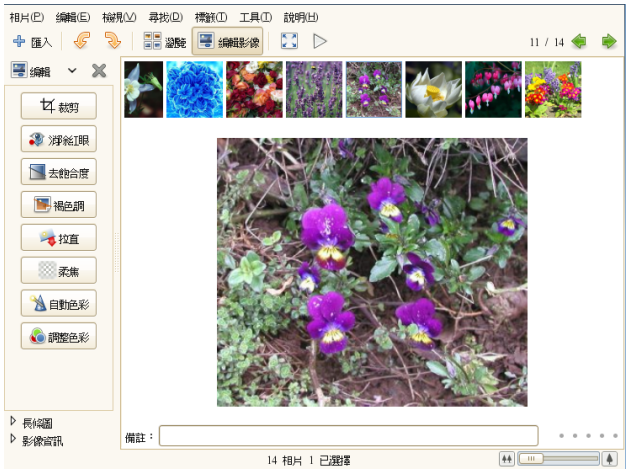 相片(P) 編輯(E) 檢視(V) 尋找(D) 標籤(T) 工具(T) 說明(H)
匯入 瀏覽 編輯影像 11 / 14
編輯
裁剪
消除紅眼
去飽合度
褐色調
拉直
柔焦
自動色彩
調整色彩
長條圖
影像資訊
備註：
14 相片 1 已選擇